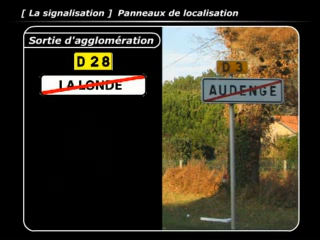 [ La signalisation ] Panneaux de localisation
Sortie d'agglomération
D 28
LA LONDE
D 3
AUDENGE